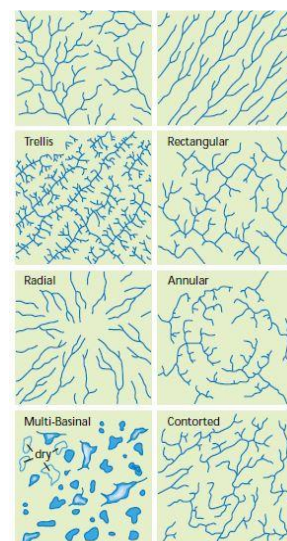 Trellis
Rectangular
Radial
Annular
Multi-Basinal
Contorted
dry